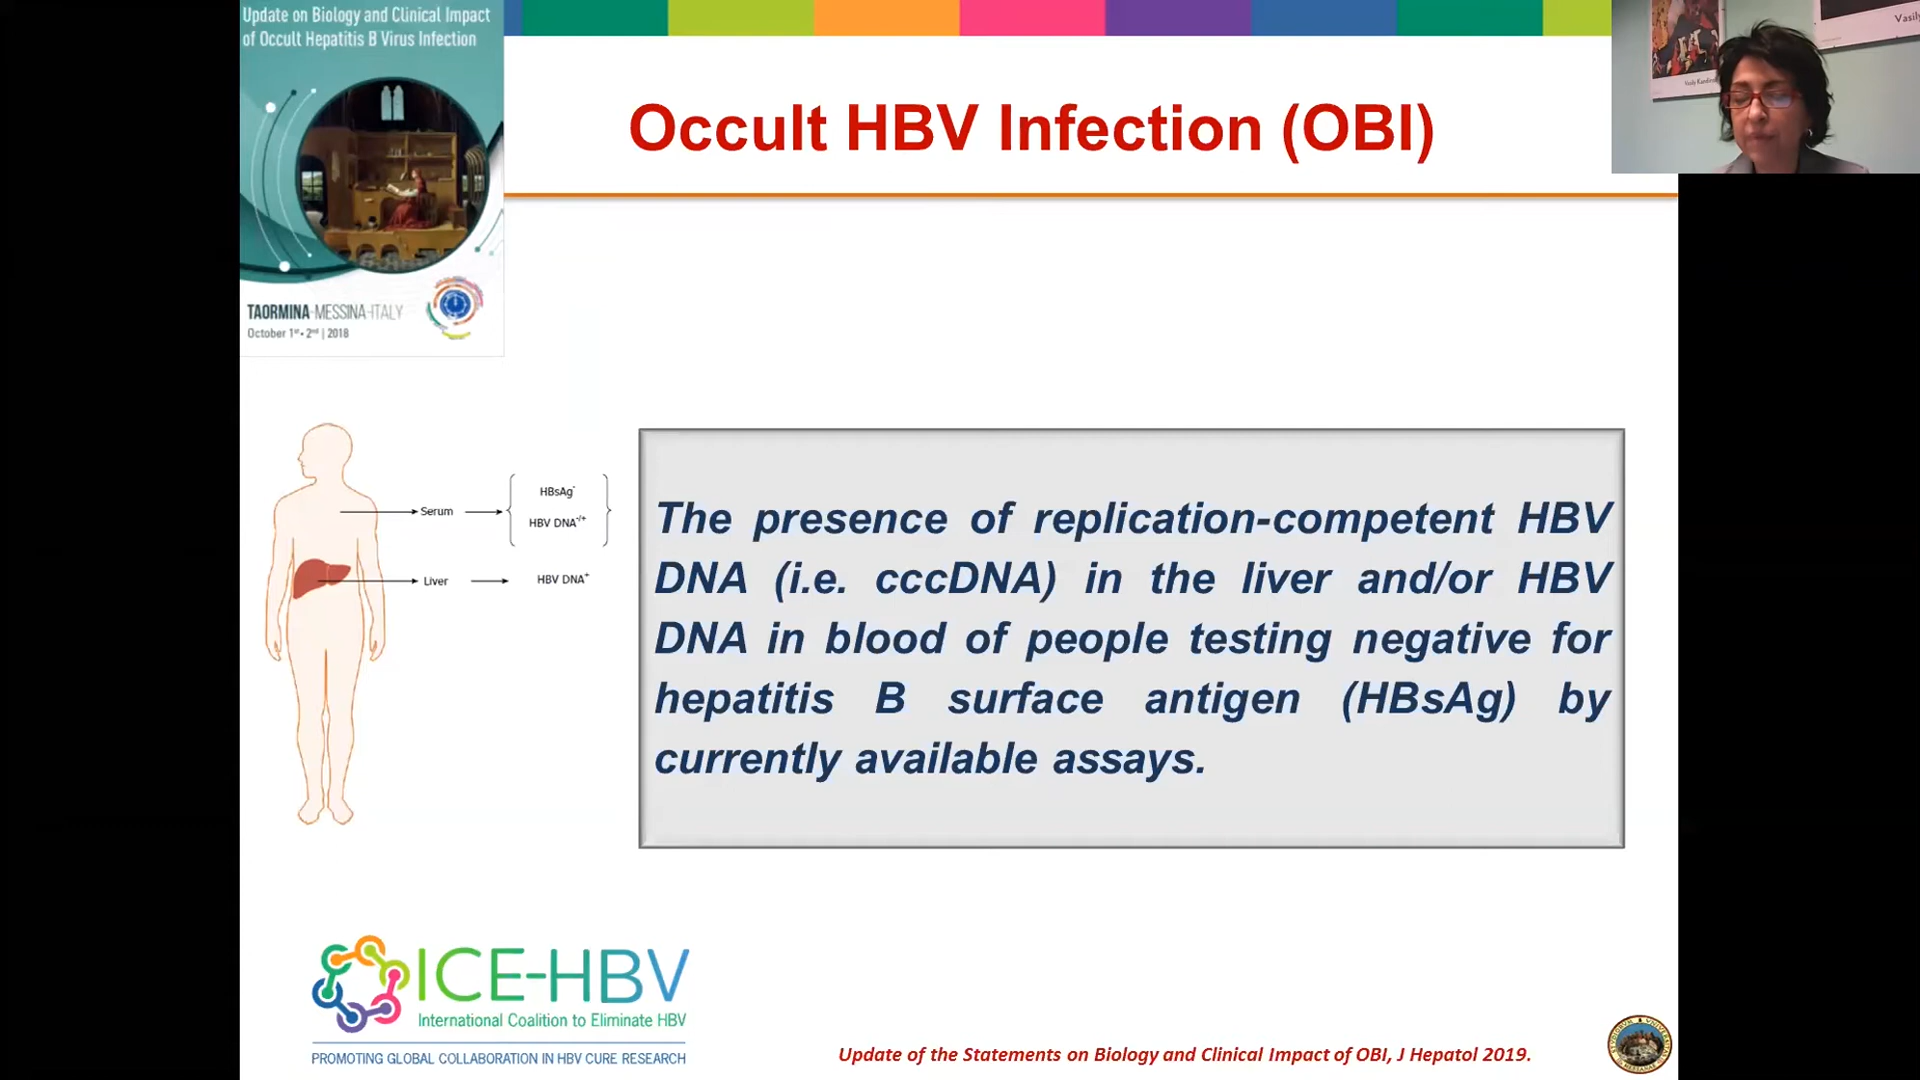 Update on Biology and Clinical Impact
of Occult Hepatitis B Virus Infection
TAORMINA-MESSINA-ITALY
October 1st - 2nd | 2018
Occult HBV Infection (OBI)
Vasily
HBsAg-
Serum
HBV DNA-/+
Liver
HBV DNA+
The presence of replication-competent HBV
DNA (i.e. cccDNA) in the liver and/or HBV
DNA in blood of people testing negative for
hepatitis B surface antigen (HBsAg) by
currently available assays.
ICE-HBV
International Coalition to Eliminate HBV
PROMOTING GLOBAL COLLABORATION IN HBV CURE RESEARCH
Update of the Statements on Biology and Clinical Impact of OBI, J Hepatol 2019.